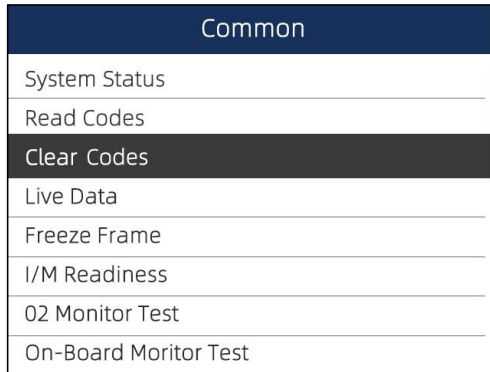 Common
System Status
Read Codes
Clear Codes
Live Data
Freeze Frame
I/M Readiness
02 Monitor Test
On-Board Moritor Test